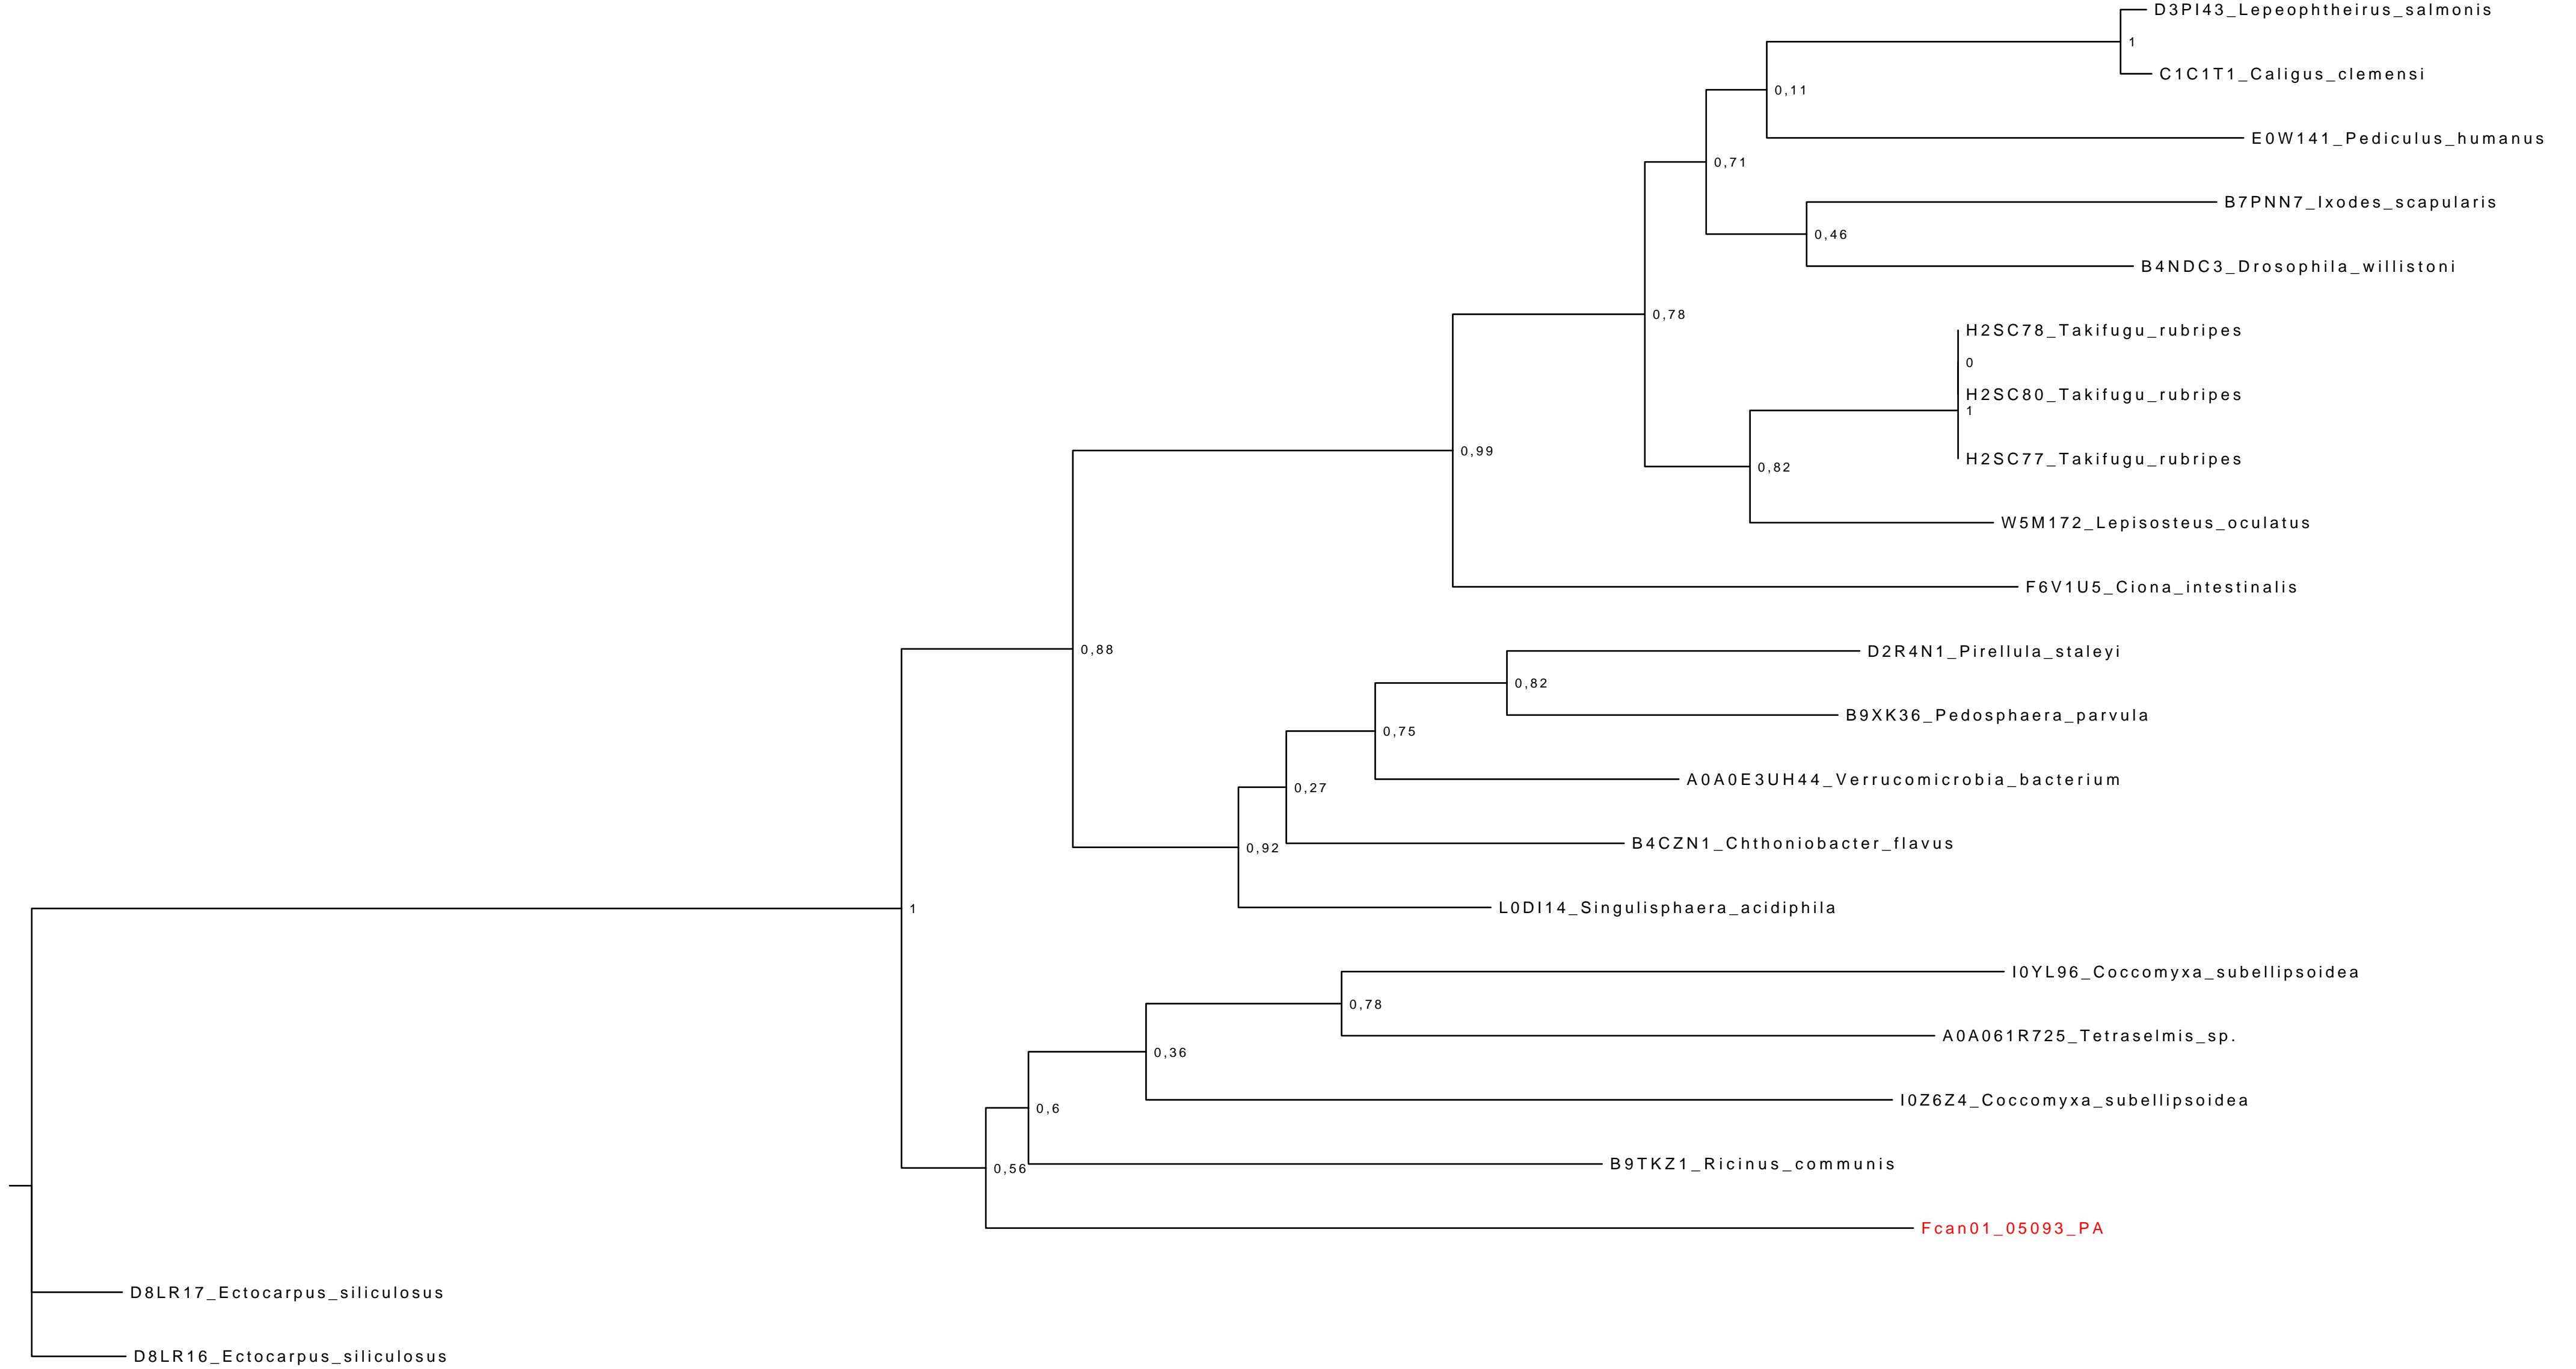 D3PI43_Lepeophtheirus_salmonis
1
C1C1T1_Caligus_clemensi
0,11
E0W141_Pediculus_humanus
0,71
B7PNN7_Ixodes_scapularis
0,46
B4NDC3_Drosophila_willistoni
0,78
H2SC78_Takifugu_rubripes
0
H2SC80_Takifugu_rubripes
1
H2SC77_Takifugu_rubripes
0,99
0,82
W5M172_Lepisosteus_oculatus
F6V1U5_Ciona_intestinalis
0,88
D2R4N1_Pirellula_staleyi
0,82
B9XK36_Pedosphaera_parvula
0,75
A0A0E3UH44_Verrucomicrobia_bacterium
0,27
B4CZN1_Chthoniobacter_flavus
0,92
L0DI14_Singulisphaera_acidiphila
1
I0YL96_Coccomyxa_subellipsoidea
0,78
A0A061R725_Tetraselmis_sp.
0,36
I0Z6Z4_Coccomyxa_subellipsoidea
0,6
B9TKZ1_Ricinus_communis
0,56
Fcan01_05093_PA
D8LR17_Ectocarpus_siliculosus
D8LR16_Ectocarpus_siliculosus